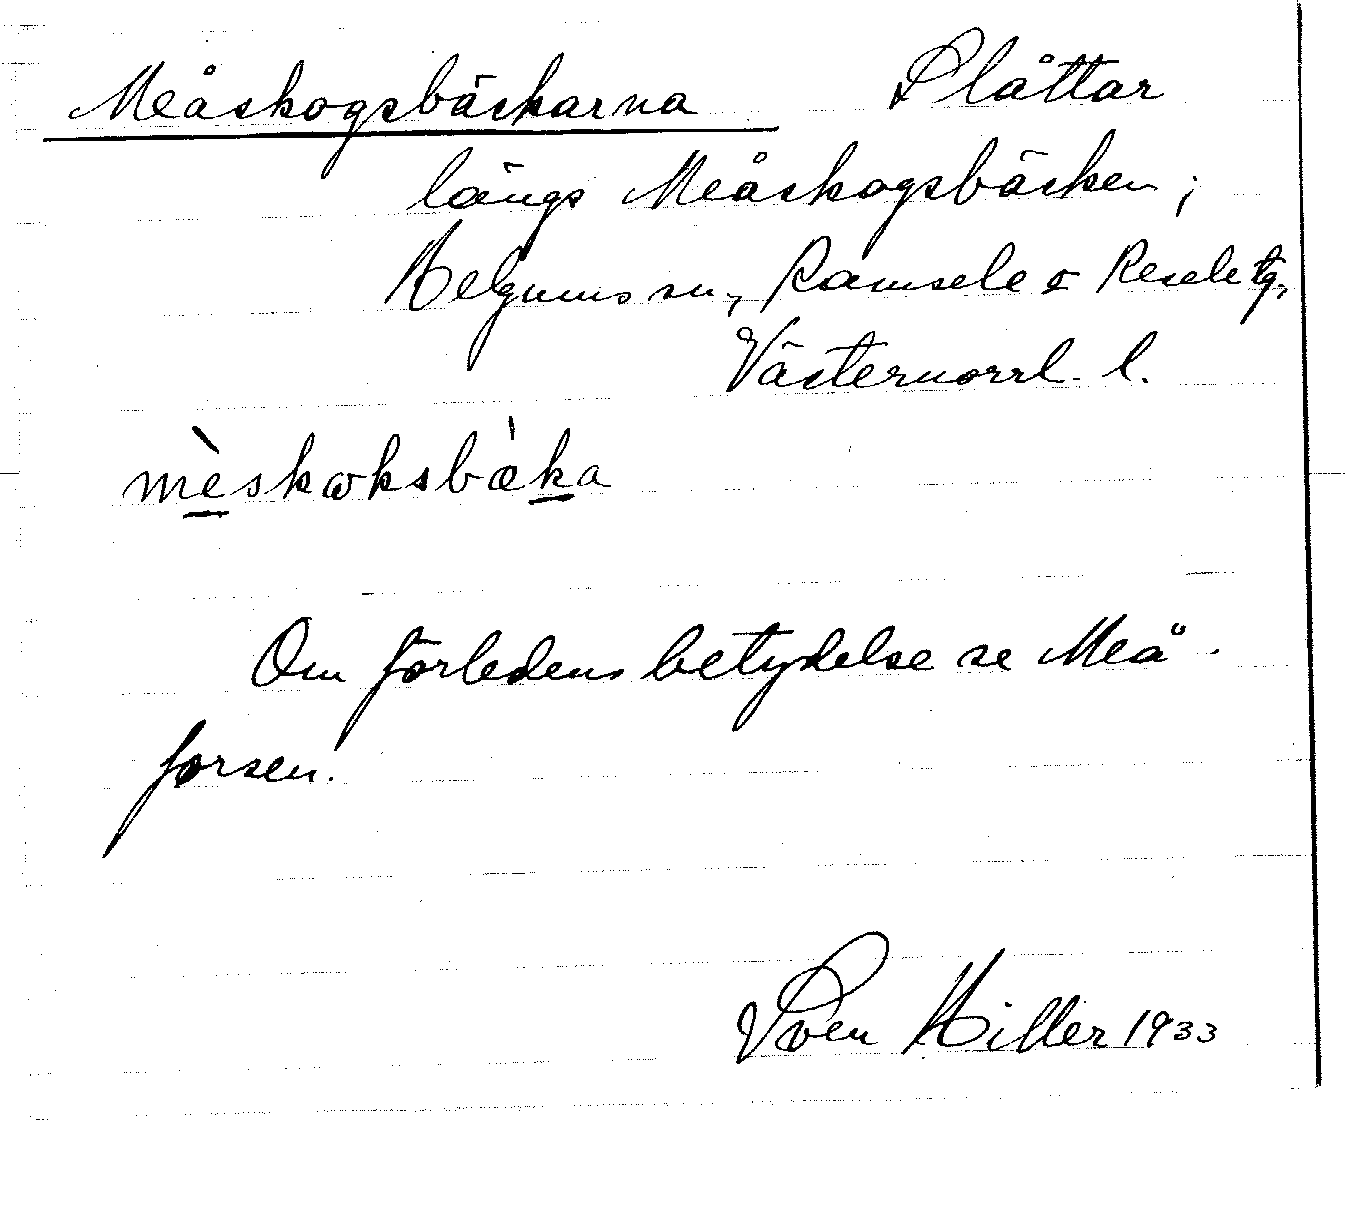 Meåskogsbäckarna Slåttar
längs Meåskogsbäcken;
Helgums sn, Ramsele o Resele tg,
Västernorrl. l.
mèskoksbàka
Om förledens betydelse se Meå-
forsen.
Sven Hiller 1933